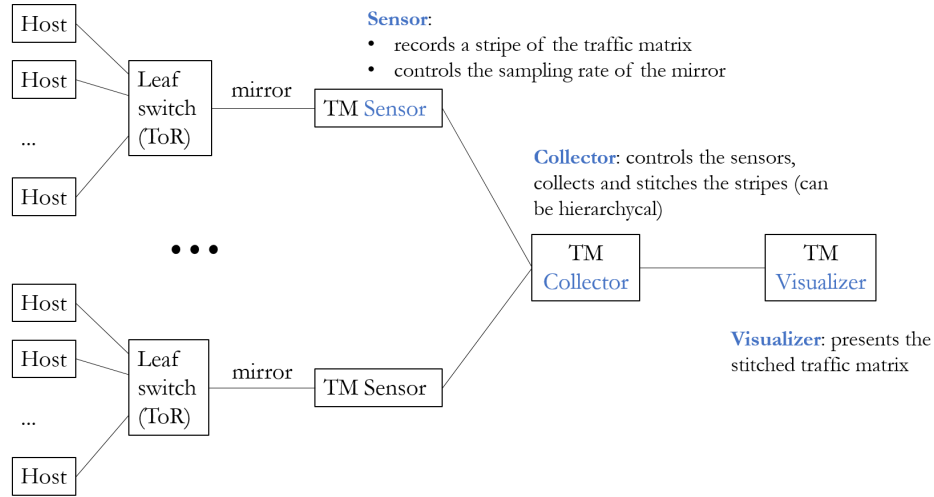 Host
Host
...
Host
Leaf
switch
(ToR)
mirror
Sensor:
• records a stripe of the traffic matrix
• controls the sampling rate of the mirror
TM Sensor
Collector: controls the sensors,
collects and stitches the stripes (can
be hierarchycal)
• • •
TM
Collector
TM
Visualizer
Host
Host
...
Host
Leaf
switch
(ToR)
mirror
TM Sensor
Visualizer: presents the
stitched traffic matrix